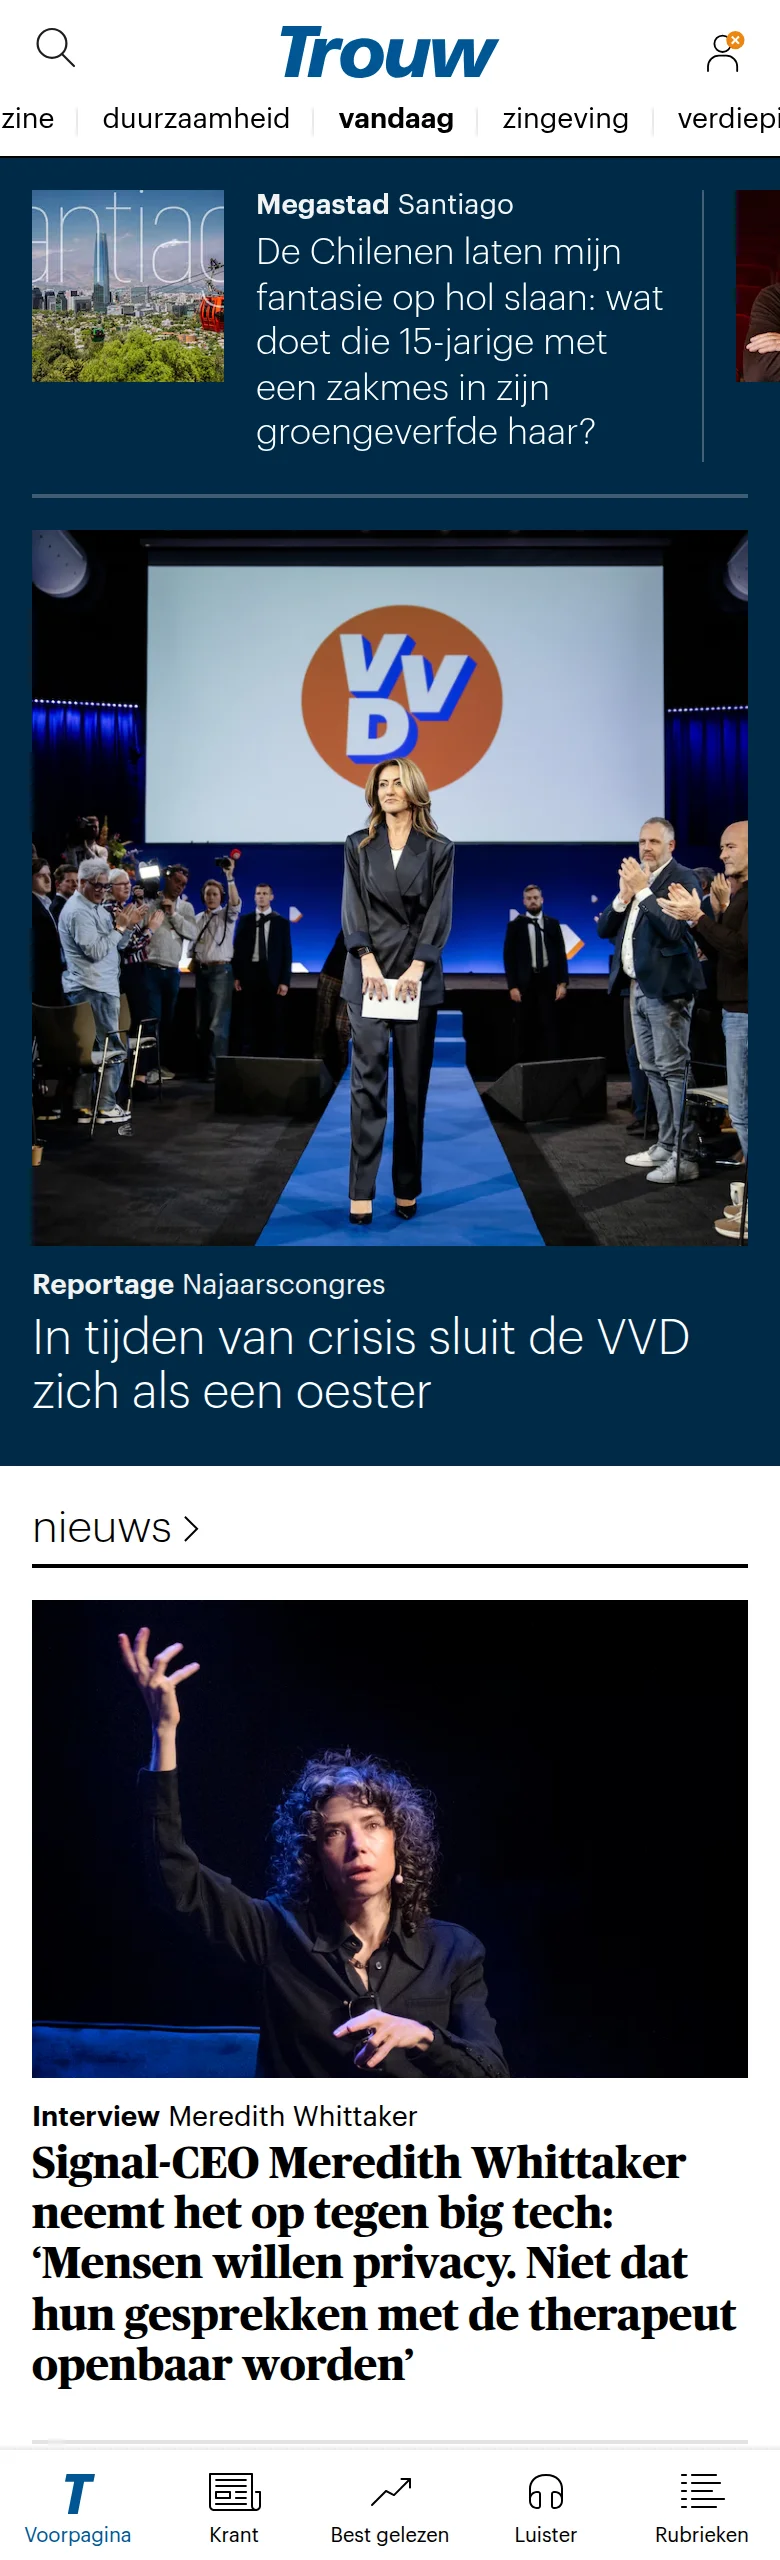 Trouw
zine duurzaamheid vandaag zingeving verdiepi
antiag
Megastad Santiago
De Chilenen laten mijn
fantasie op hol slaan: wat
doet die 15-jarige met
een zakmes in zijn
groengeverfde haar?
VVD
Reportage Najaarscongres
In tijden van crisis sluit de VVD
zich als een oester
nieuws
Interview Meredith Whittaker
Signal-CEO Meredith Whittaker
neemt het op tegen big tech:
‘Mensen willen privacy. Niet dat
hun gesprekken met de therapeut
openbaar worden’
T
Voorpagina Krant Best gelezen Luister Rubrieken